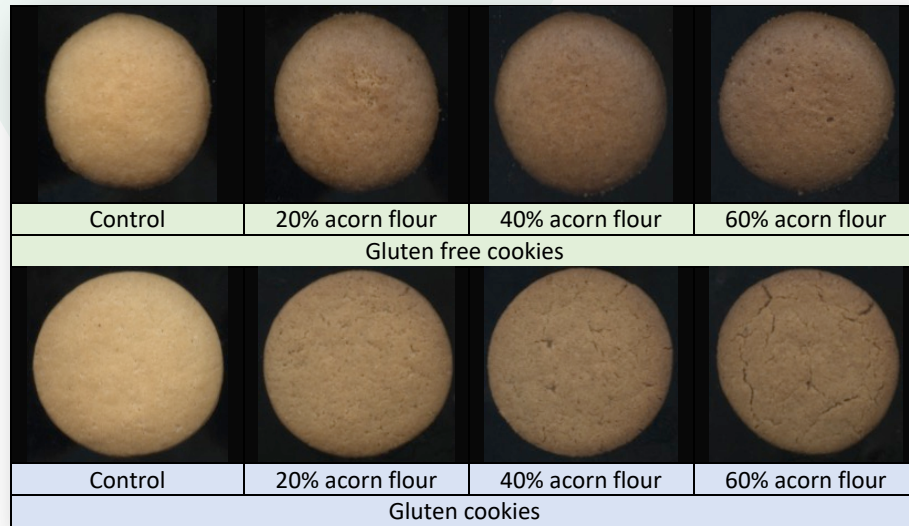 Control 20% acorn flour 40% acorn flour 60% acorn flour
Gluten free cookies
Control 20% acorn flour 40% acorn flour 60% acorn flour
Gluten cookies